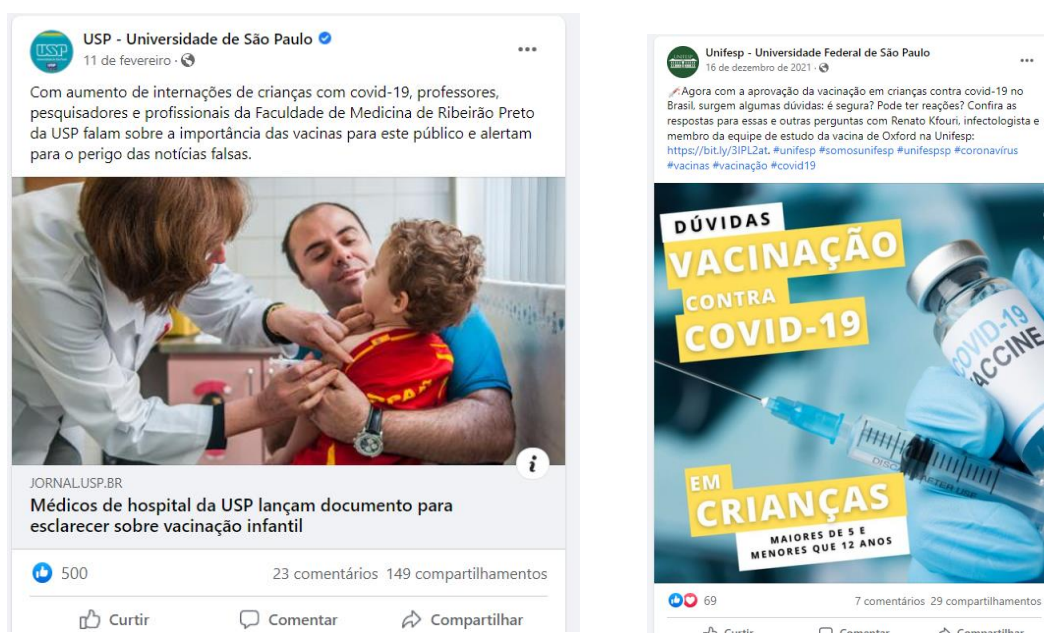 USP - Universidade de São Paulo
11 de fevereiro ·
Com aumento de internações de crianças com covid-19, professores,
pesquisadores e profissionais da Faculdade de Medicina de Ribeirão Preto
da USP falam sobre a importância das vacinas para este público e alertam
para o perigo das notícias falsas.
JORNAL.USP.BR
Médicos de hospital da USP lançam documento para
esclarecer sobre vacinação infantil
500
23 comentários 149 compartilhamentos
Curtir Comentar Compartilhar
Unifesp - Universidade Federal de São Paulo
16 de dezembro de 2021 ·
Agora com a aprovação da vacinação em crianças contra covid-19 no
Brasil, surgem algumas dúvidas: é segura? Pode ter reações? Confira as
respostas para essas e outras perguntas com Renato Kfouri, infectologista e
membro da equipe de estudo da vacina de Oxford na Unifesp:
https://bit.ly/3IPL2at. #unifesp #somosunifesp #unifespsp #coronavírus
#vacinas #vacinação #covid19
DÚVIDAS
VACINAÇÃO
CONTRA
COVID-19
COVID-19
VACCINE
EM
CRIANÇAS
MAIORES DE 5 E
MENORES QUE 12 ANOS
69
7 comentários 29 compartilhamentos
Curtir Comentar Compartilhar